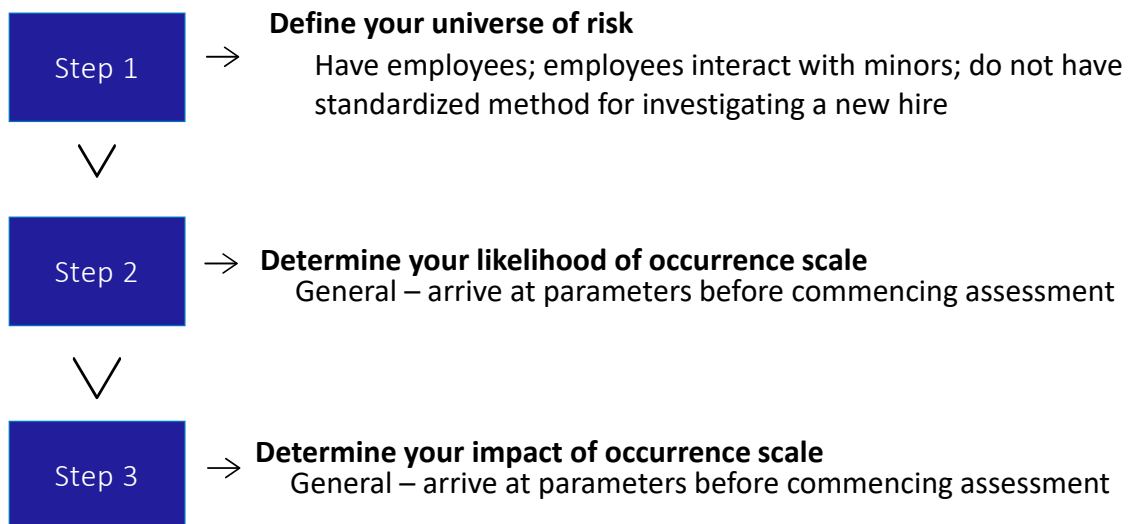 Step 1
Define your universe of risk
Have employees; employees interact with minors; do not have
standardized method for investigating a new hire
Step 2
Determine your likelihood of occurrence scale
General – arrive at parameters before commencing assessment
Step 3
Determine your impact of occurrence scale
General – arrive at parameters before commencing assessment